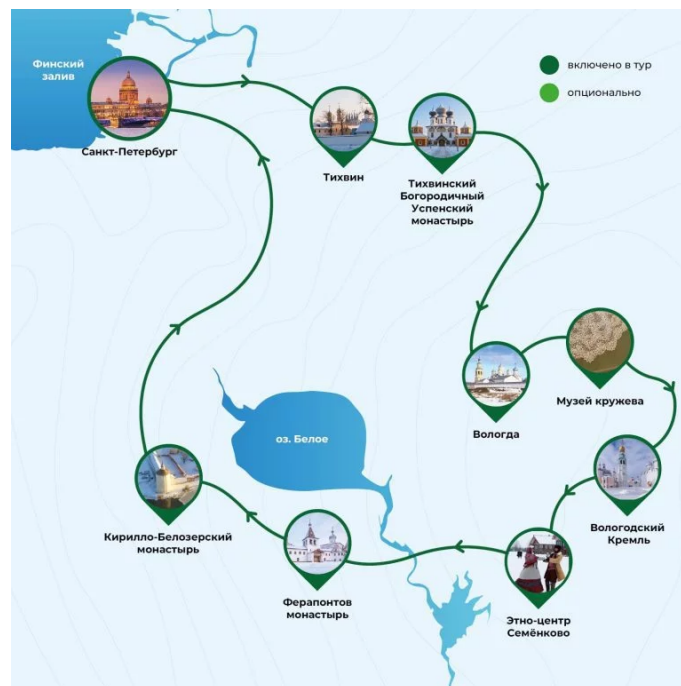 Финский
залив
включено в тур
опционально
Санкт-Петербург
Тихвин
Тихвинский
Богородичный
Успенский
монастырь
Музей кружева
Вологда
оз. Белое
Вологодский
Кремль
Кирилло-Белозерский
монастырь
Ферапонтов
монастырь
Этно-центр
Семёнково